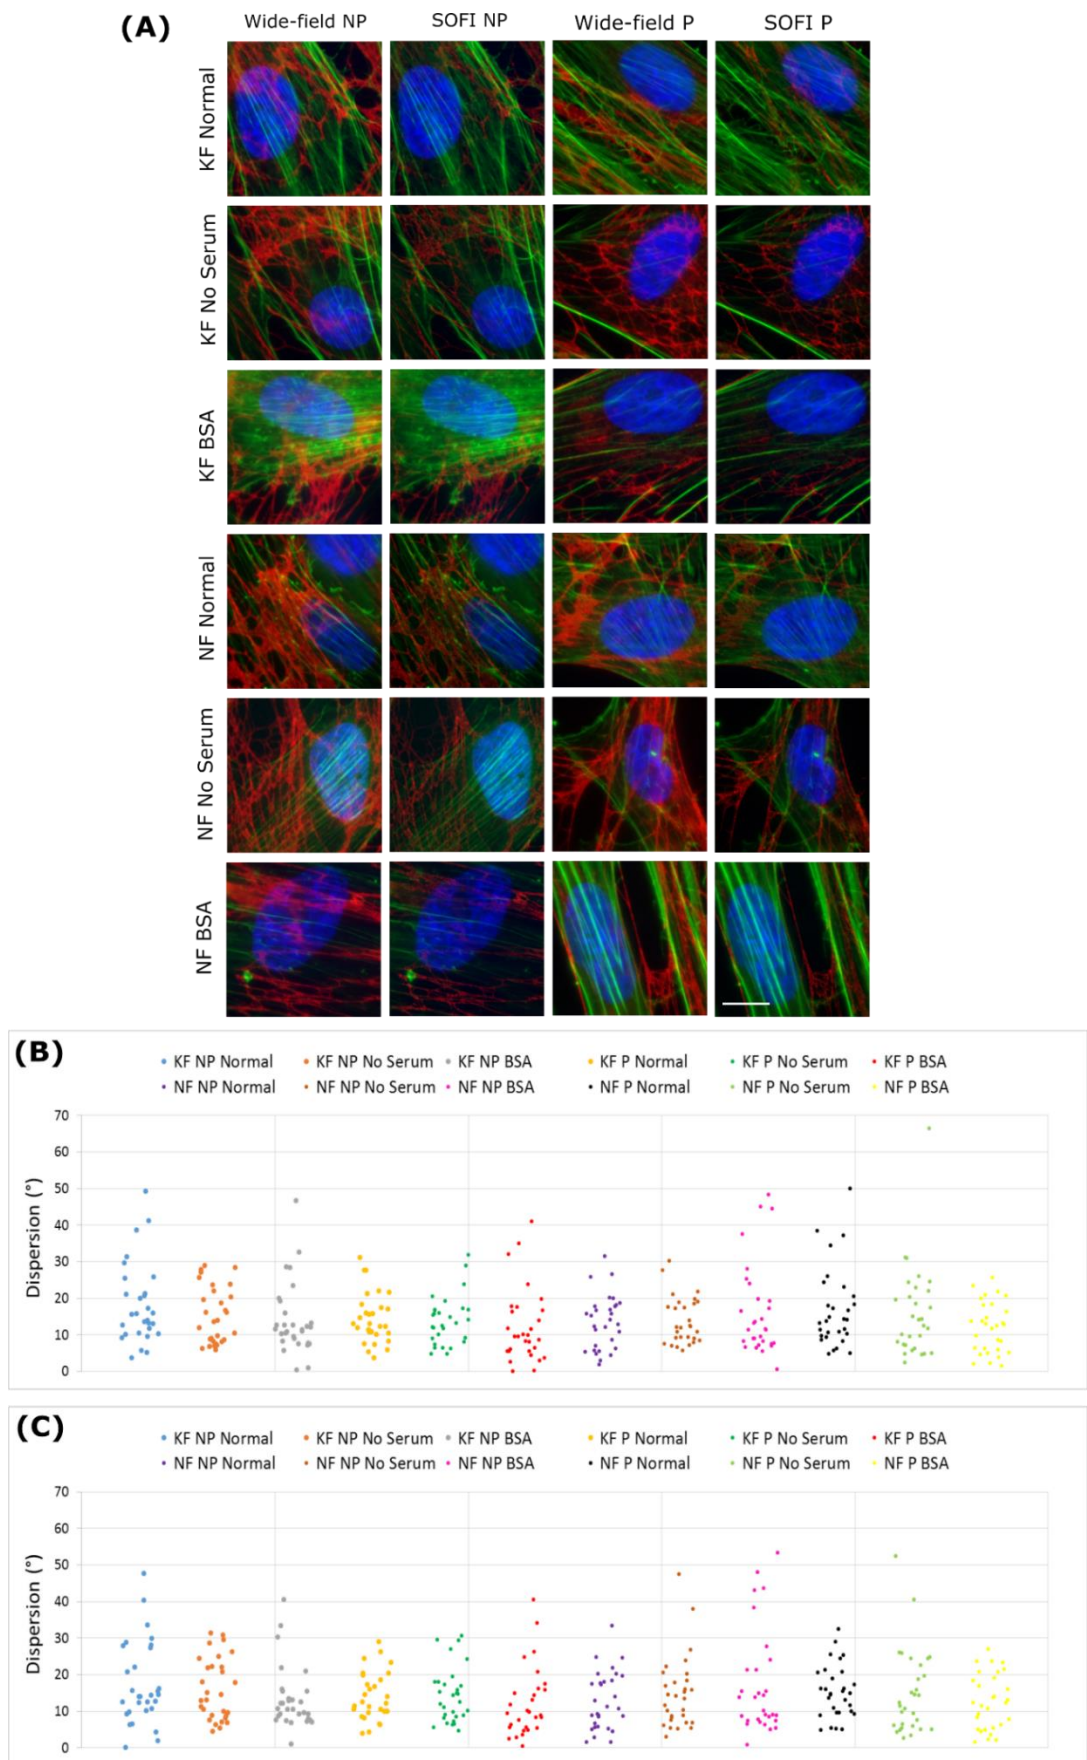 (A)
Wide-field NP SOFI NP Wide-field P SOFI P
KF Normal
KF No Serum
KF BSA
NF Normal
NF No Serum
NF BSA
(B)
KF NP Normal KF NP No Serum KF NP BSA KF P Normal KF P No Serum KF P BSA
NF NP Normal NF NP No Serum NF NP BSA NF P Normal NF P No Serum NF P BSA
Dispersion (°)
70
60
50
40
30
20
10
0
(C)
KF NP Normal KF NP No Serum KF NP BSA KF P Normal KF P No Serum KF P BSA
NF NP Normal NF NP No Serum NF NP BSA NF P Normal NF P No Serum NF P BSA
Dispersion (°)
70
60
50
40
30
20
10
0